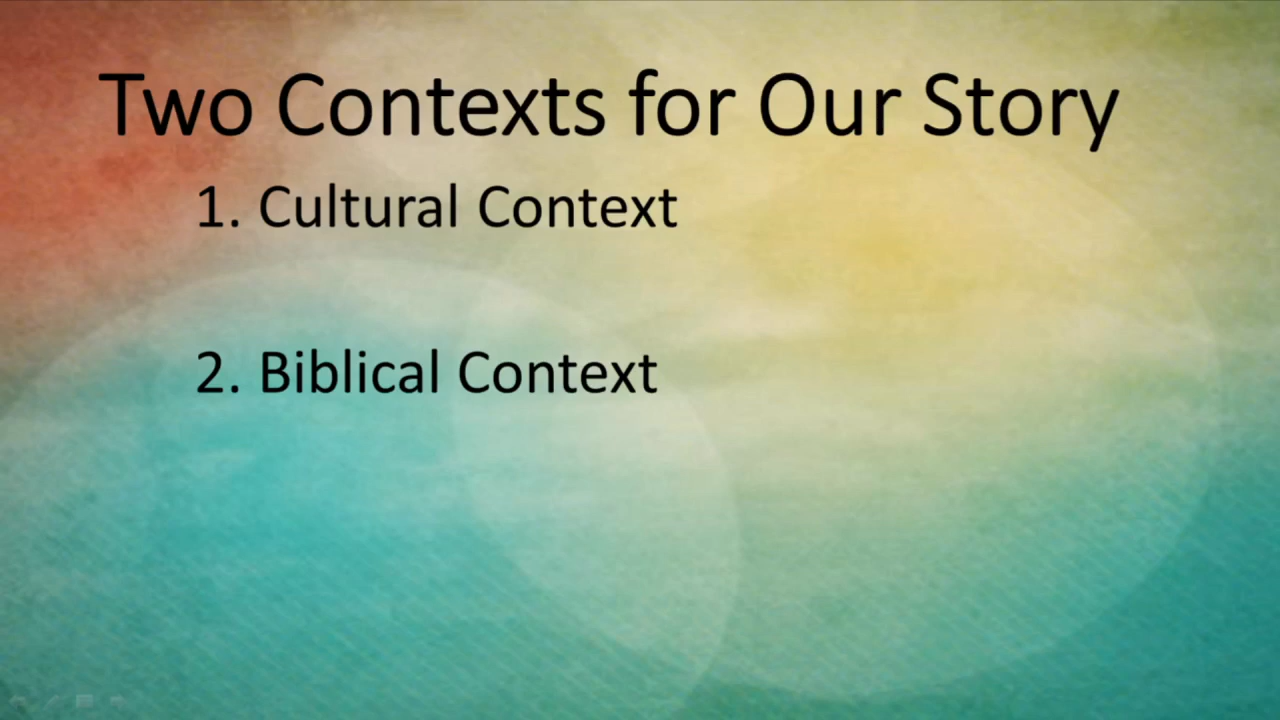 Two Contexts for Our Story
1. Cultural Context
2. Biblical Context